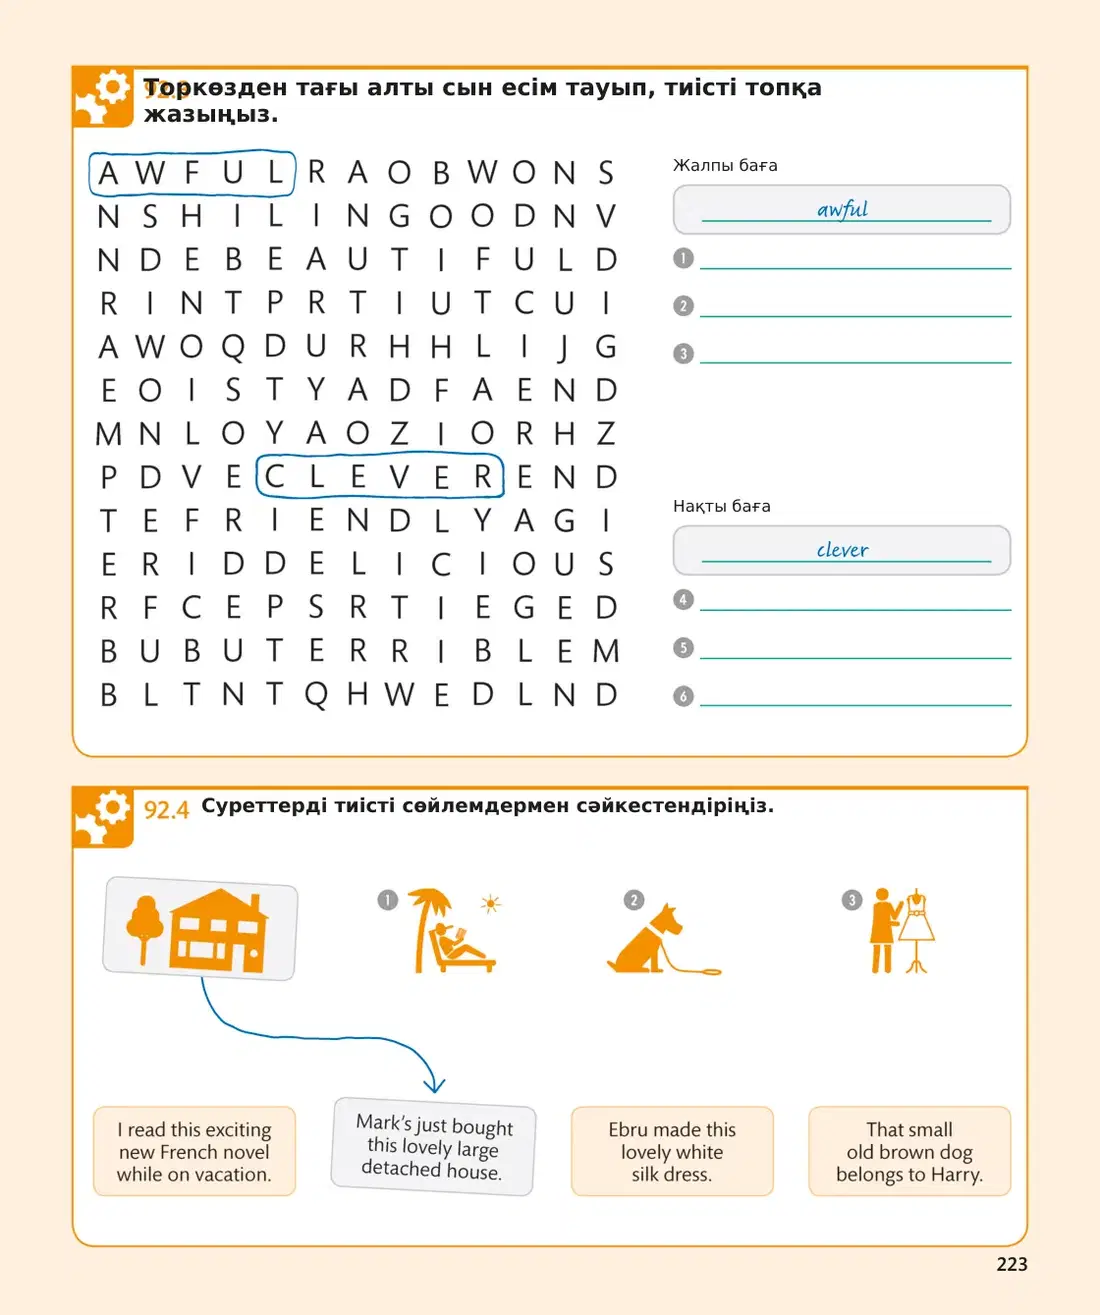 92.3 Торкөзден тағы алты сын есім тауып, тиісті топқа
жазыңыз.
A W F U L R A O B W O N S
N S H I L I N G O O D N V
N D E B E A U T I F U L D
R I N T P R T I U T C U I
A W O Q D U R H H L I J G
E O I S T Y A D F A E N D
M N L O Y A O Z I O R H Z
P D V E C L E V E R E N D
T E F R I E N D L Y A G I
E R I D D E L I C I O U S
R F C E P S R T I E G E D
B U B U T E R R I B L E M
B L T N T Q H W E D L N D
Жалпы баға
awful
1
2
3
Нақты баға
clever
4
5
6
92.4 Суреттерді тиісті сөйлемдермен сәйкестендіріңіз.
1
2
3
I read this exciting
new French novel
while on vacation.
Mark's just bought
this lovely large
detached house.
Ebru made this
lovely white
silk dress.
That small
old brown dog
belongs to Harry.
223